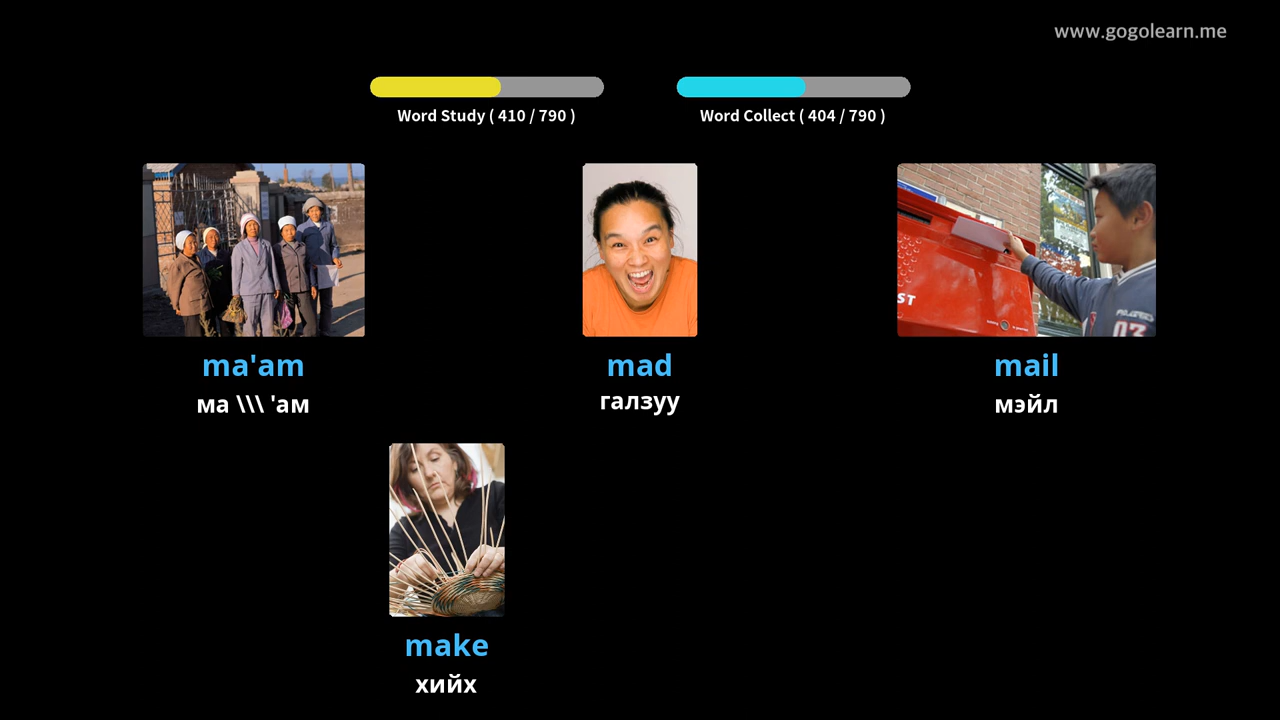 www.gogolearn.me
Word Study ( 410 / 790 )
Word Collect ( 404 / 790 )
ST
ma'am
mad
mail
ма \\\ 'ам
галзуу
мэйл
make
хийх